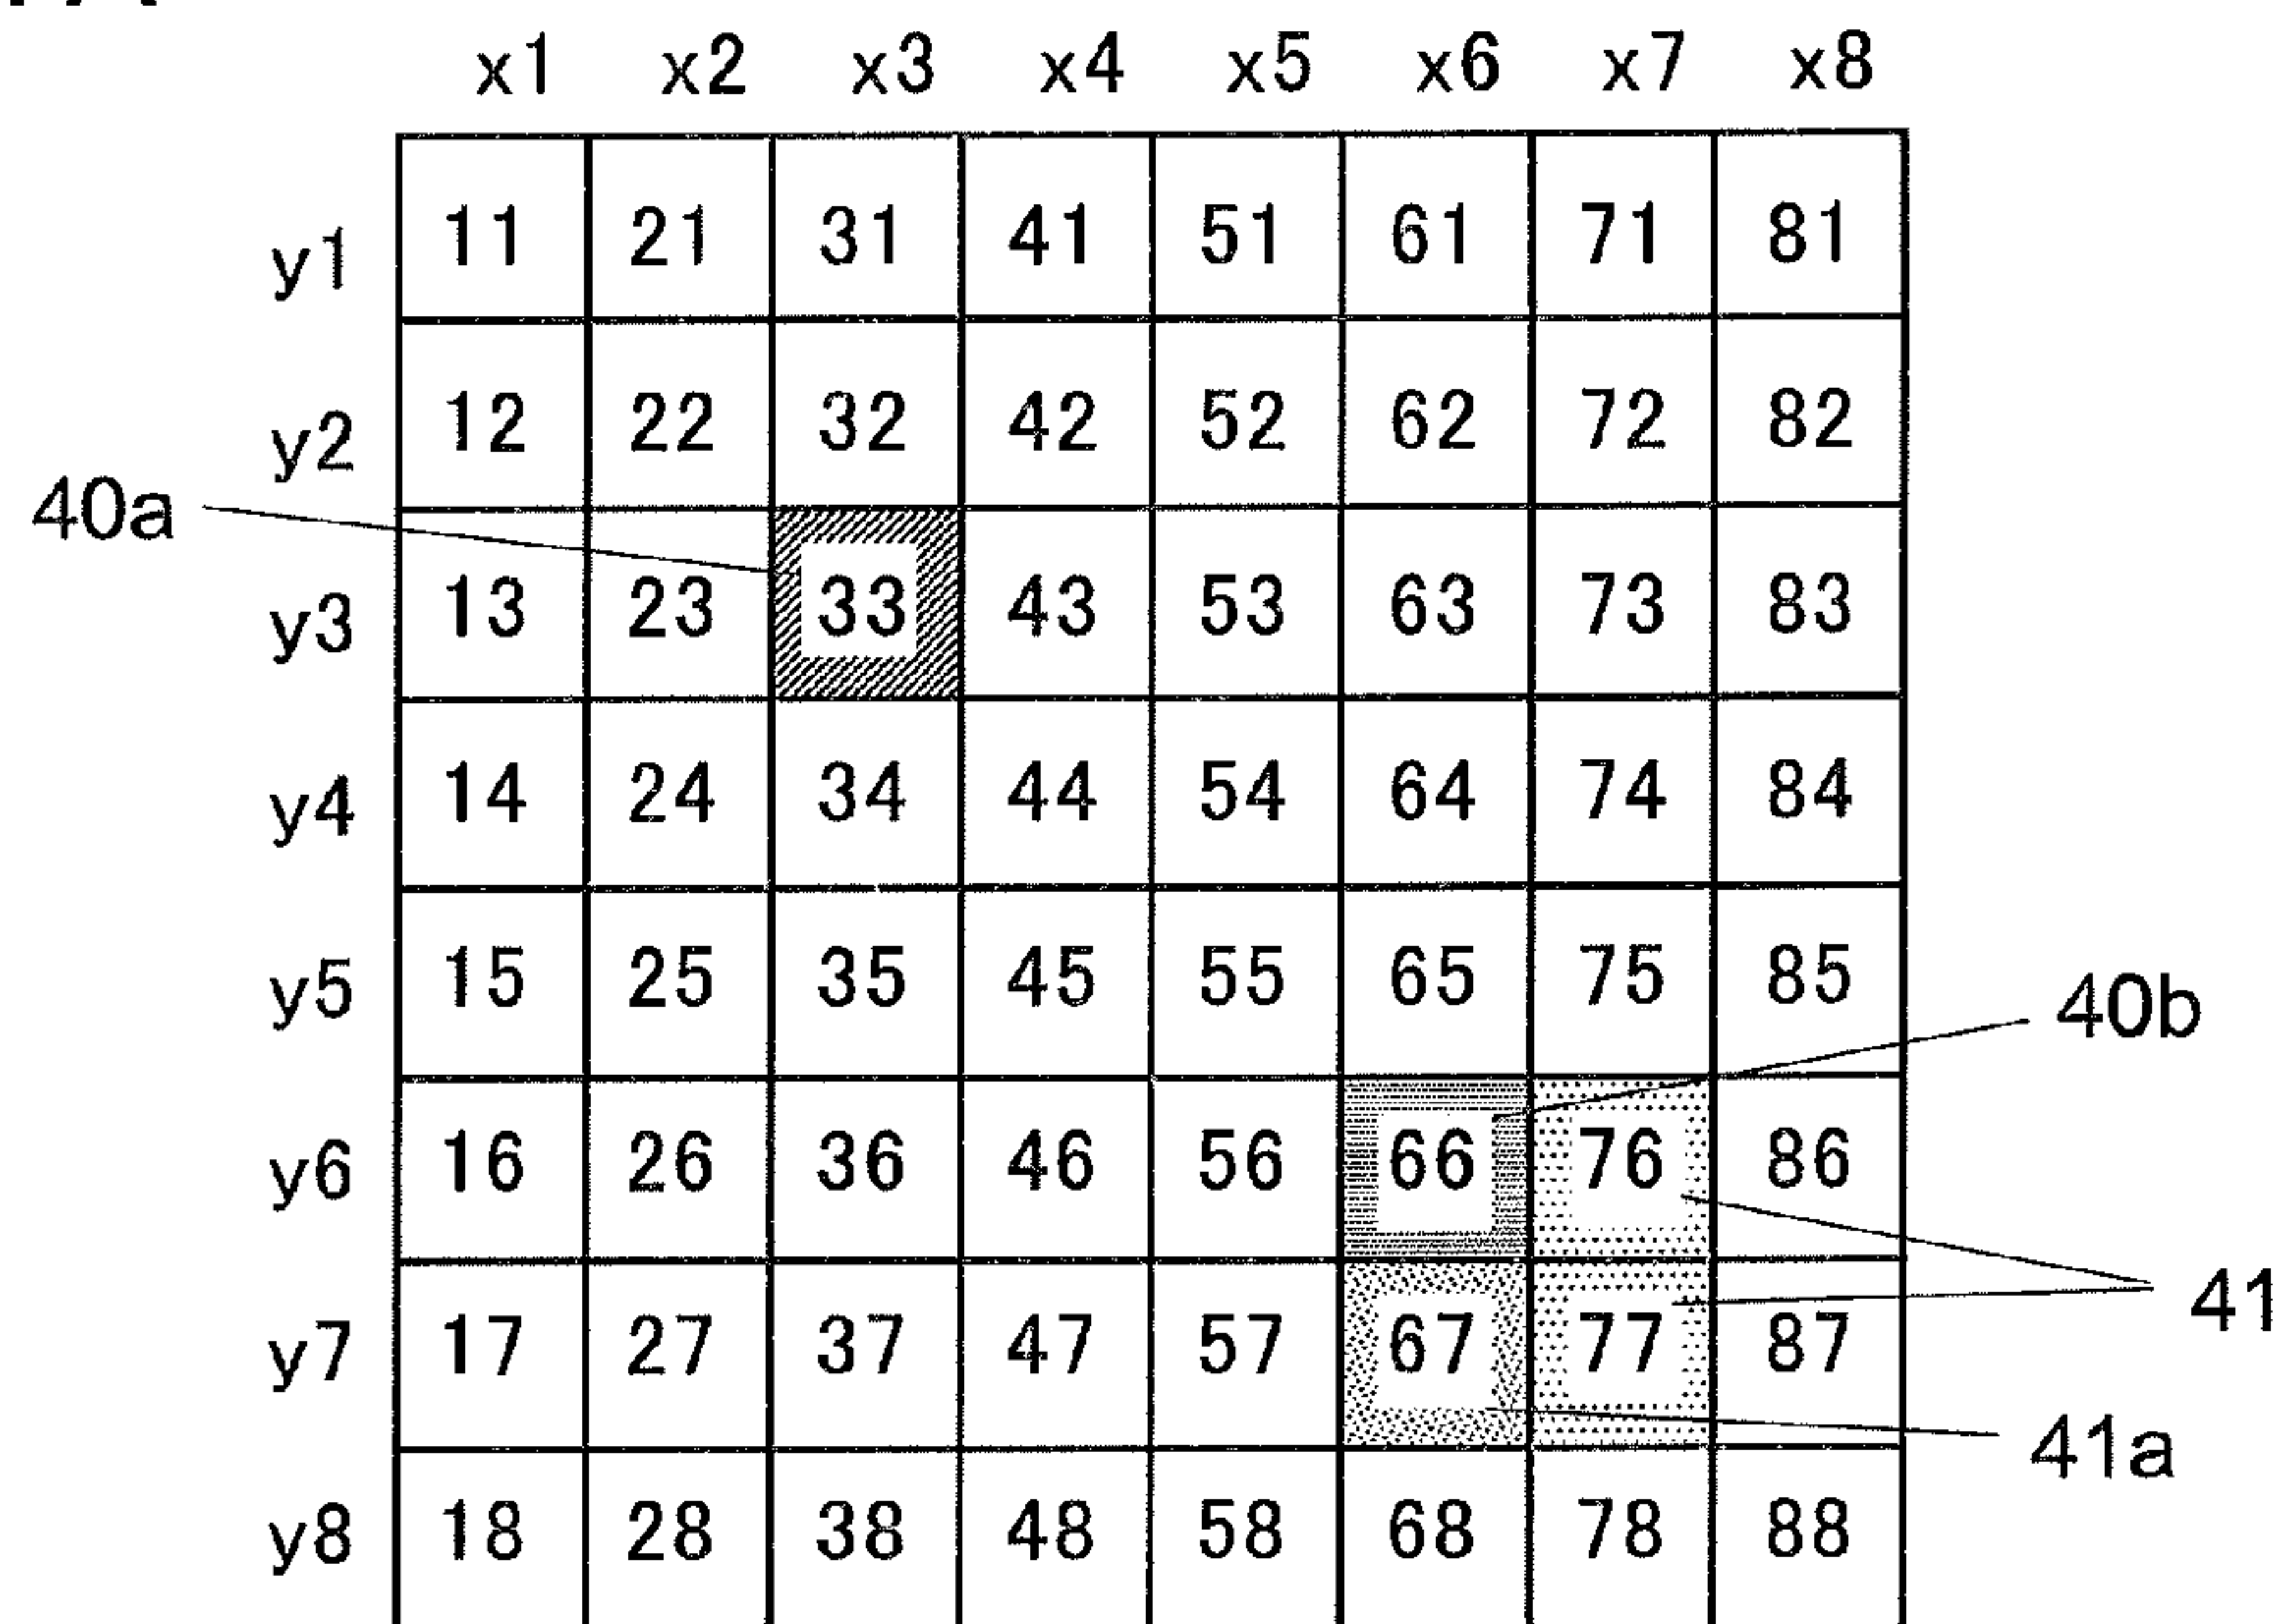 x1 x2 x3 x4 x5 x6 x7 x8
y1 11 21 31 41 51 61 71 81
y2 12 22 32 42 52 62 72 82
40a
y3 13 23 33 43 53 63 73 83
y4 14 24 34 44 54 64 74 84
y5 15 25 35 45 55 65 75 85
40b
y6 16 26 36 46 56 66 76 86
41
y7 17 27 37 47 57 67 77 87
41a
y8 18 28 38 48 58 68 78 88